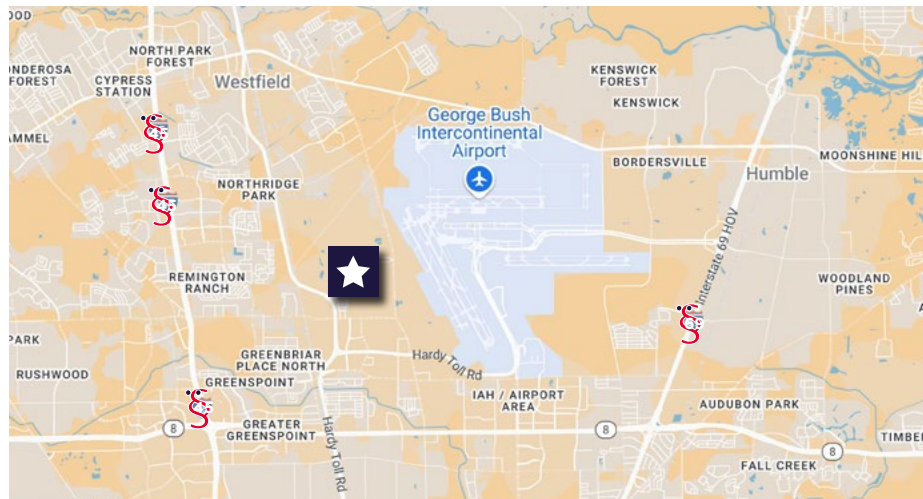 OOD
NORTH PARK
FOREST
ONDEROSA
FOREST
CYPRESS
STATION
Westfield
KENSWICK
FOREST
KENSWICK
George Bush
Intercontinental
Airport
AMMEL
BORDERSVILLE
MOONSHINE HIL
Humble
NORTHRIDGE
PARK
Interstate 69 HOV
REMINGTON
RANCH
WOODLAND
PINES
PARK
GREENBRIAR
PLACE NORTH
Hardy Toll Rd
RUSHWOOD
GREENSPOINT
IAH / AIRPORT
AREA
AUDUBON PARK
8
GREATER
GREENSPOINT
8
Hardy Toll Rd
8
TIMBE
FALL CREEK